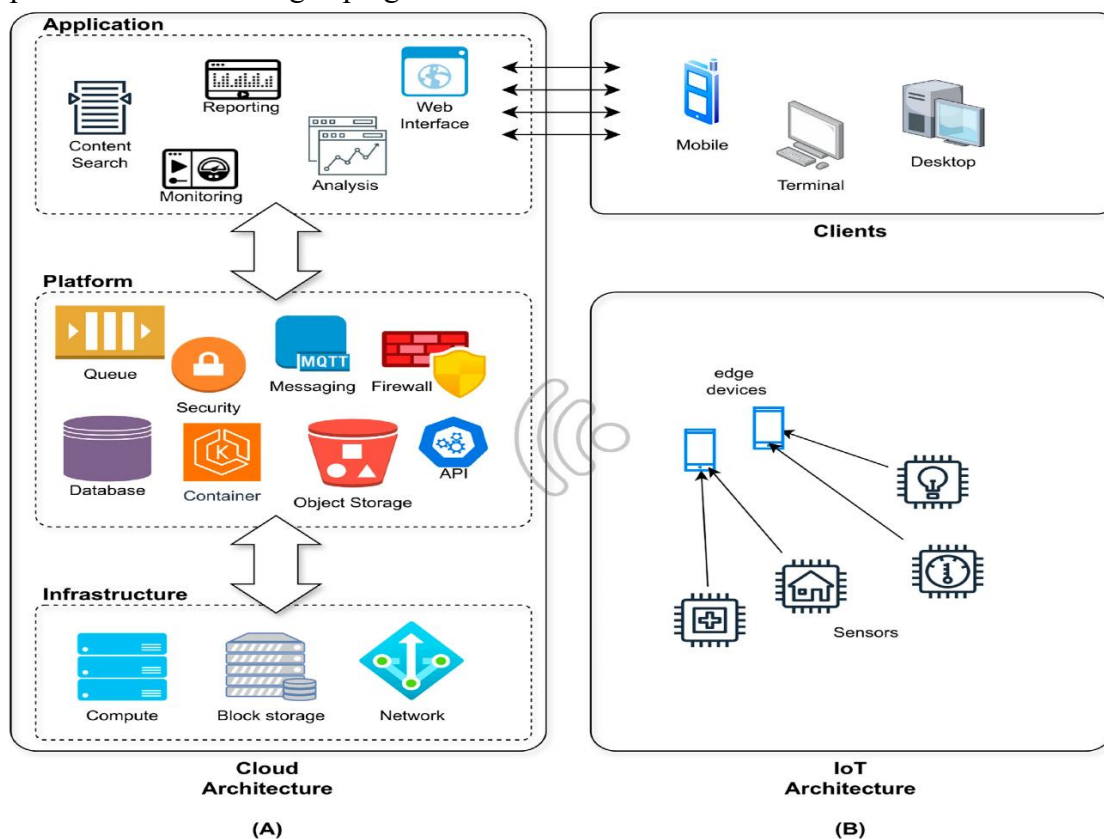 Application
Content
Search
Reporting
Monitoring
Analysis
Web
Interface
Mobile
Terminal
Desktop
Clients
Platform
Queue
Security
MQTT
Messaging
Firewall
Database
K
Container
Object Storage
API
edge
devices
Sensors
Infrastructure
Compute
Block storage
Network
Cloud
Architecture
(A)
IoT
Architecture
(B)